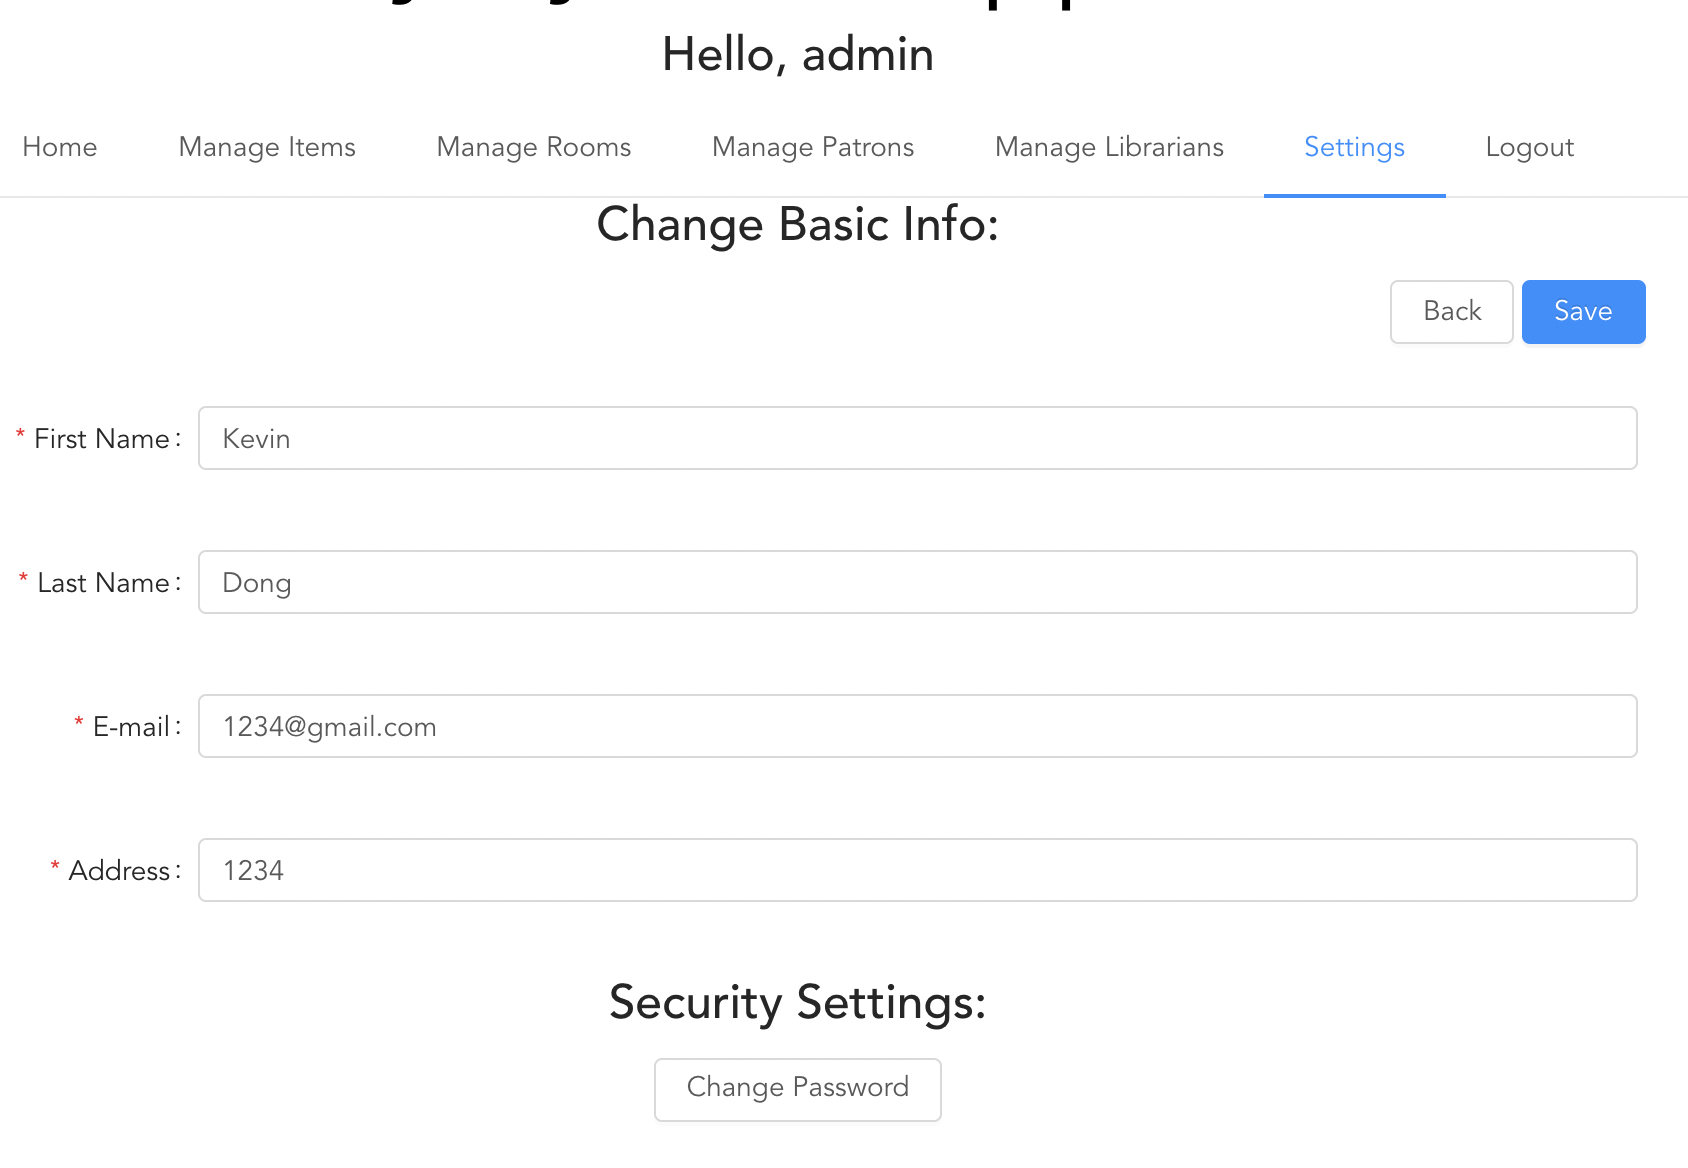 Hello, admin
Home Manage Items Manage Rooms Manage Patrons Manage Librarians Settings Logout
Change Basic Info:
Back Save
* First Name: Kevin
* Last Name: Dong
* E-mail: 1234@gmail.com
* Address: 1234
Security Settings:
Change Password